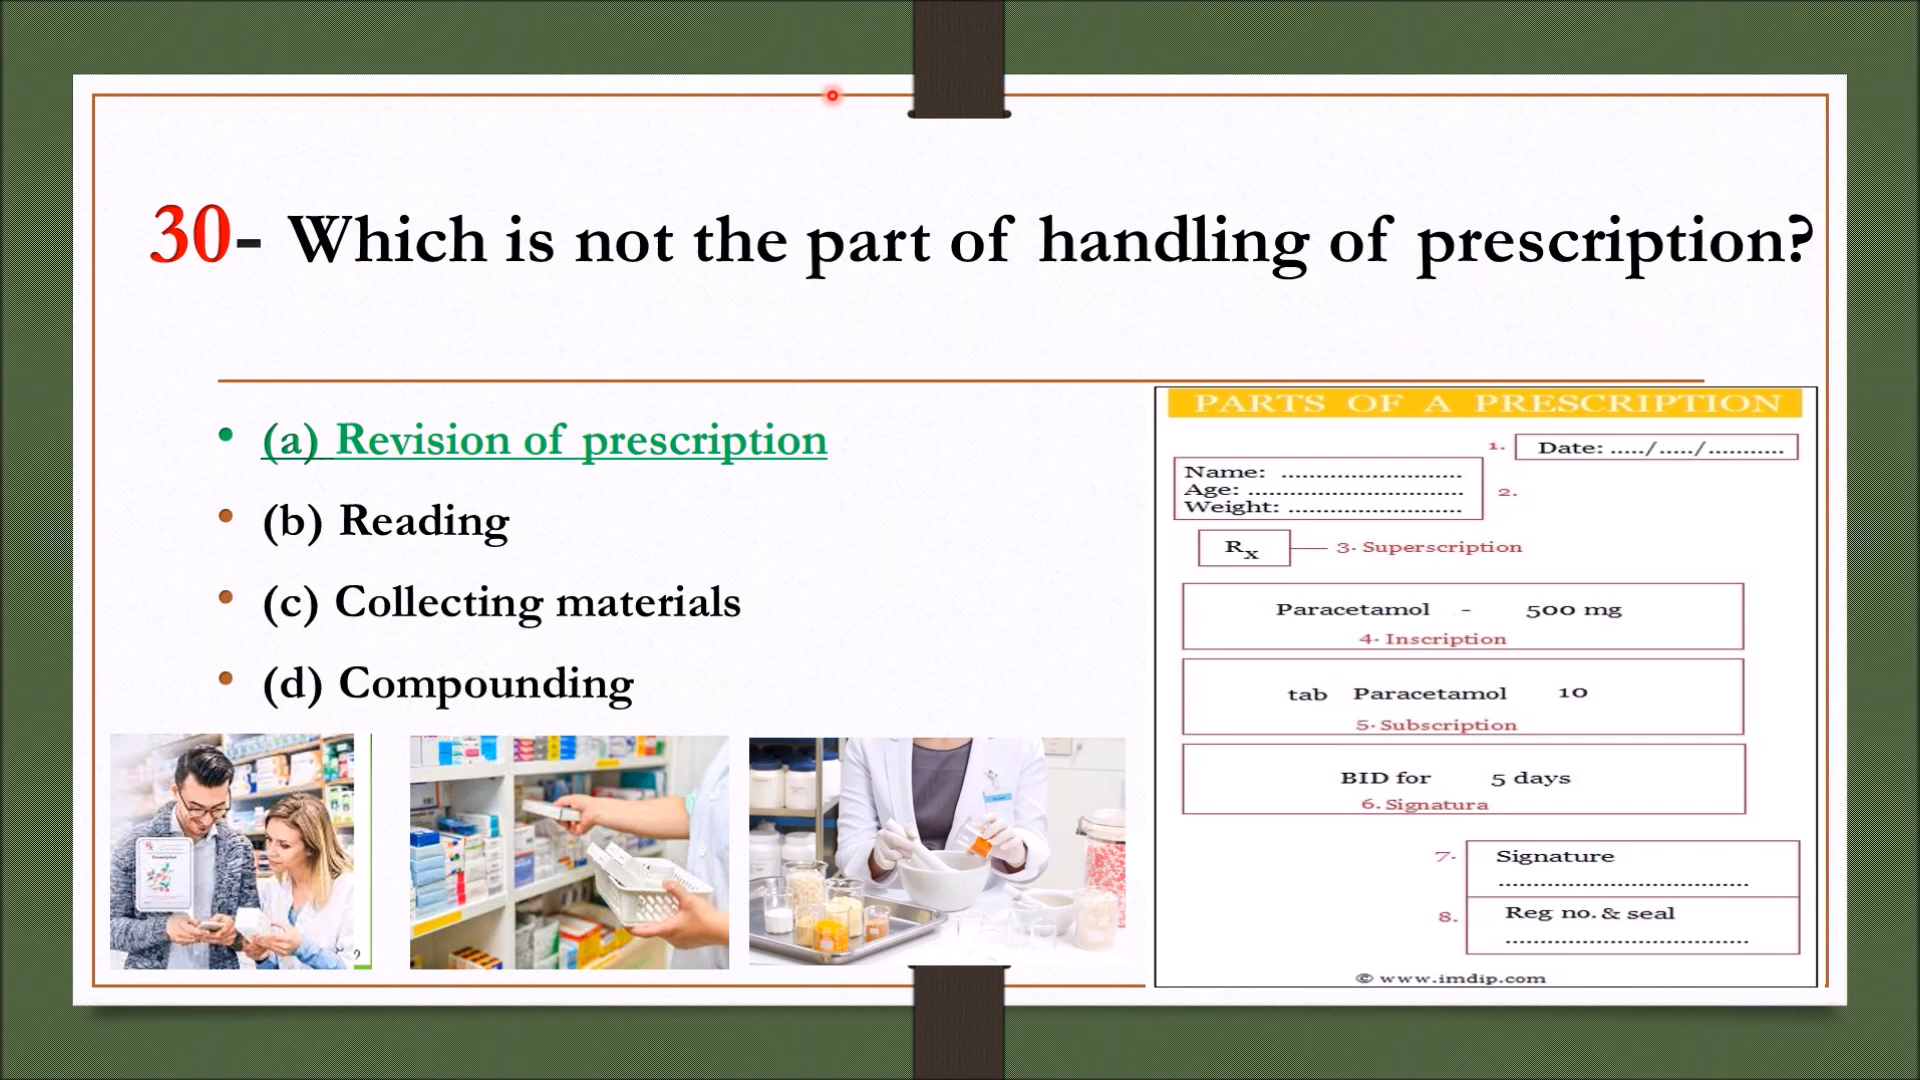 30- Which is not the part of handling of prescription?
• (a) Revision of prescription
• (b) Reading
• (c) Collecting materials
• (d) Compounding
PARTS OF A PRESCRIPTION
1. Date: ...../...../...........
Name: ..........................
Age: ...............................
Weight: .........................
2.
Rx
3. Superscription
Paracetamol - 500 mg
4. Inscription
tab Paracetamol 10
5. Subscription
BID for 5 days
6. Signatura
7. Signature
....................................
8. Reg no. & seal
....................................
© www.imdip.com